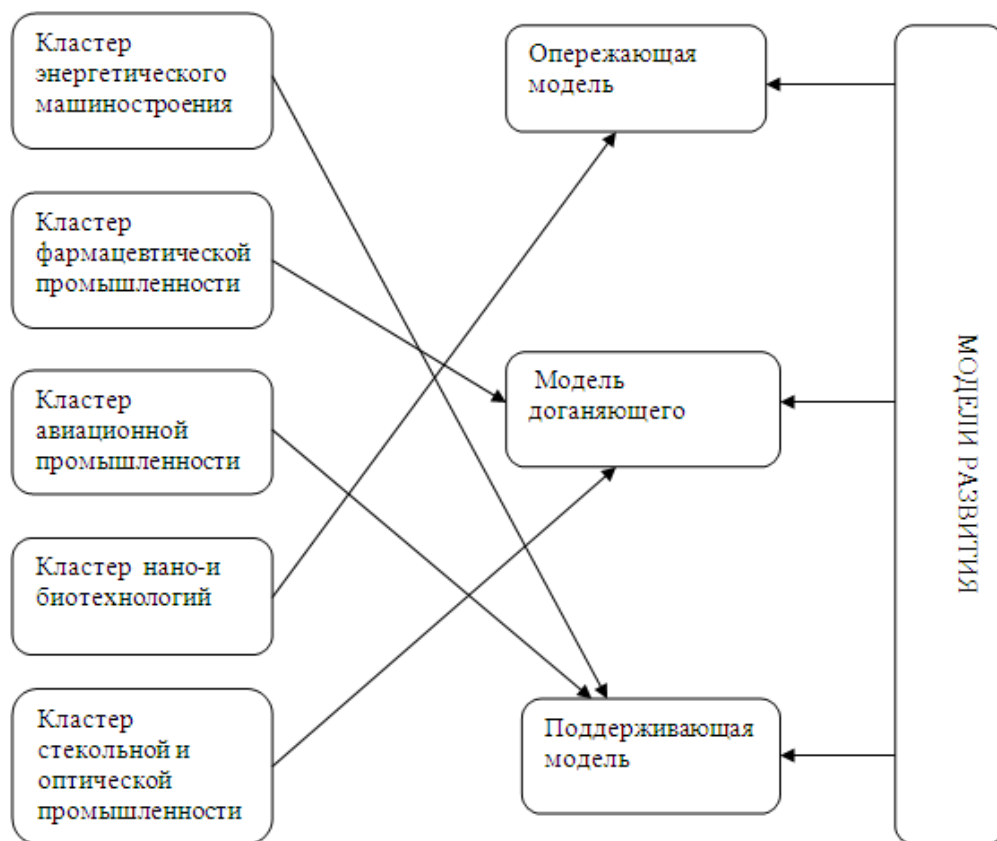 Кластер
энергетического
машиностроения
Кластер
фармацевтической
промышленности
Кластер
авиационной
промышленности
Кластер нано-и
биотехнологий
Кластер
стекольной и
оптической
промышленности
Опережающая
модель
Модель
доганяющего
Поддерживающая
модель
МОДЕЛИ РАЗВИТИЯ